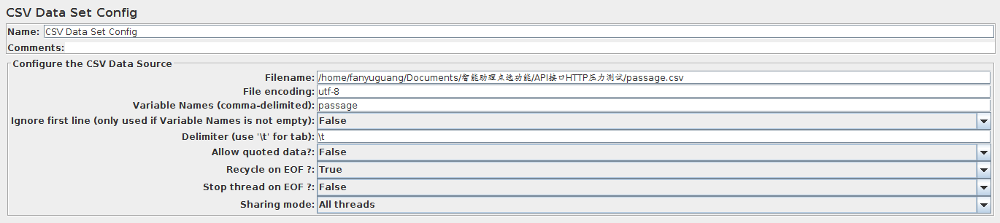 CSV Data Set Config
Name: CSV Data Set Config
Comments:
Configure the CSV Data Source
Filename: /home/fanyuguang/Documents/智能助理点选功能/API接口HTTP压力测试/passage.csv
File encoding: utf-8
Variable Names (comma-delimited): passage
Ignore first line (only used if Variable Names is not empty): False
Delimiter (use '\t' for tab): \t
Allow quoted data?: False
Recycle on EOF ?: True
Stop thread on EOF ?: False
Sharing mode: All threads